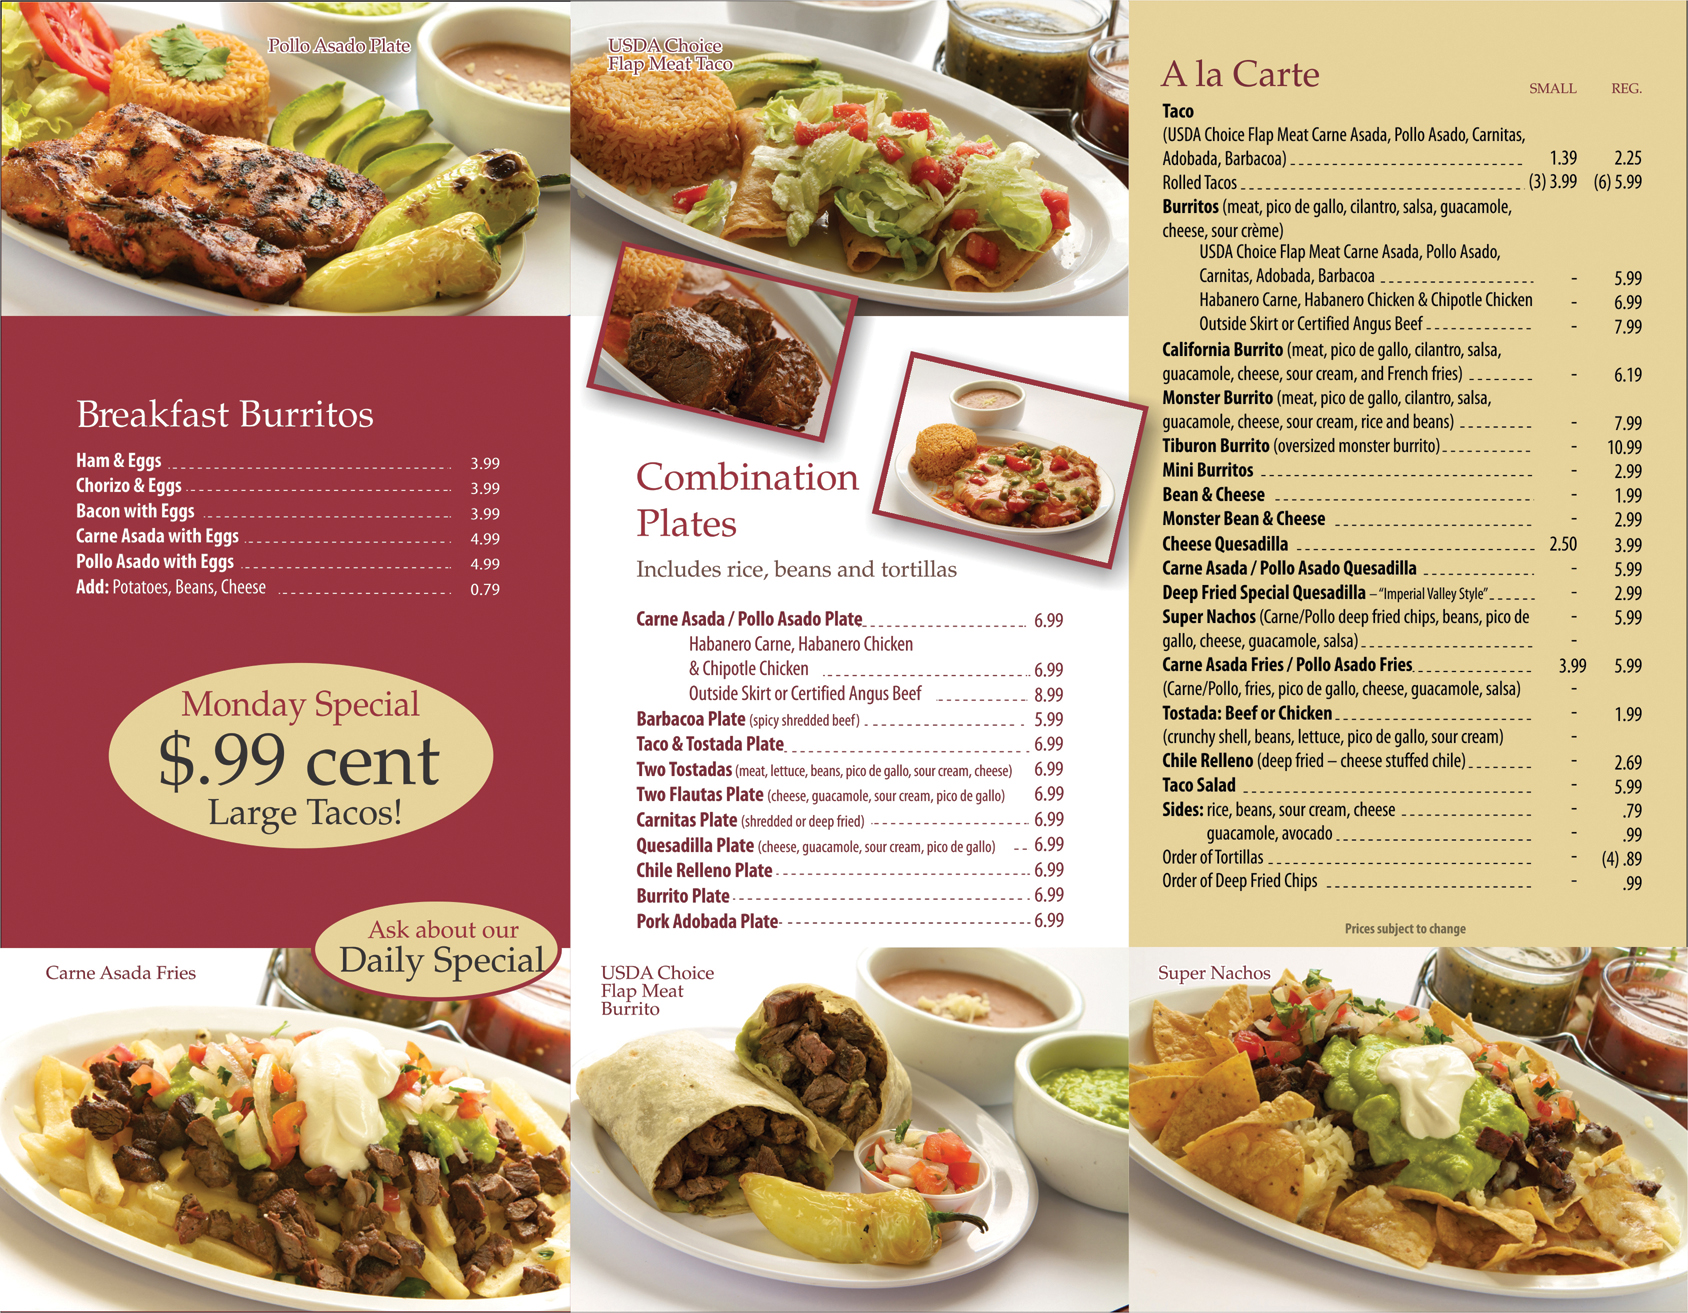 Pollo Asado Plate
Breakfast Burritos
Ham & Eggs 3.99
Chorizo & Eggs 3.99
Bacon with Eggs 3.99
Carne Asada with Eggs 4.99
Pollo Asado with Eggs 4.99
Add: Potatoes, Beans, Cheese 0.79
Monday Special
$.99 cent
Large Tacos!
Ask about our
Daily Special
Carne Asada Fries
USDA Choice
Flap Meat Taco
Combination
Plates
Includes rice, beans and tortillas
Carne Asada / Pollo Asado Plate 6.99
Habanero Carne, Habanero Chicken
& Chipotle Chicken 6.99
Outside Skirt or Certified Angus Beef 8.99
Barbacoa Plate (spicy shredded beef) 5.99
Taco & Tostada Plate 6.99
Two Tostadas (meat, lettuce, beans, pico de gallo, sour cream, cheese) 6.99
Two Flautas Plate (cheese, guacamole, sour cream, pico de gallo) 6.99
Carnitas Plate (shredded or deep fried) 6.99
Quesadilla Plate (cheese, guacamole, sour cream, pico de gallo) 6.99
Chile Relleno Plate 6.99
Burrito Plate 6.99
Pork Adobada Plate 6.99
USDA Choice
Flap Meat
Burrito
A la Carte SMALL REG.
Taco
(USDA Choice Flap Meat Carne Asada, Pollo Asado, Carnitas,
Adobada, Barbacoa) 1.39 2.25
Rolled Tacos (3) 3.99 (6) 5.99
Burritos (meat, pico de gallo, cilantro, salsa, guacamole,
cheese, sour crème)
USDA Choice Flap Meat Carne Asada, Pollo Asado,
Carnitas, Adobada, Barbacoa - 5.99
Habanero Carne, Habanero Chicken & Chipotle Chicken - 6.99
Outside Skirt or Certified Angus Beef - 7.99
California Burrito (meat, pico de gallo, cilantro, salsa,
guacamole, cheese, sour cream, and French fries) - 6.19
Monster Burrito (meat, pico de gallo, cilantro, salsa,
guacamole, cheese, sour cream, rice and beans) - 7.99
Tiburon Burrito (oversized monster burrito) - 10.99
Mini Burritos - 2.99
Bean & Cheese - 1.99
Monster Bean & Cheese - 2.99
Cheese Quesadilla 2.50 3.99
Carne Asada / Pollo Asado Quesadilla - 5.99
Deep Fried Special Quesadilla – "Imperial Valley Style" - 2.99
Super Nachos (Carne/Pollo deep fried chips, beans, pico de - 5.99
gallo, cheese, guacamole, salsa) -
Carne Asada Fries / Pollo Asado Fries 3.99 5.99
(Carne/Pollo, fries, pico de gallo, cheese, guacamole, salsa) -
Tostada: Beef or Chicken - 1.99
(crunchy shell, beans, lettuce, pico de gallo, sour cream) -
Chile Relleno (deep fried – cheese stuffed chile) - 2.69
Taco Salad - 5.99
Sides: rice, beans, sour cream, cheese - .79
guacamole, avocado - .99
Order of Tortillas - (4) .89
Order of Deep Fried Chips - .99
Prices subject to change
Super Nachos